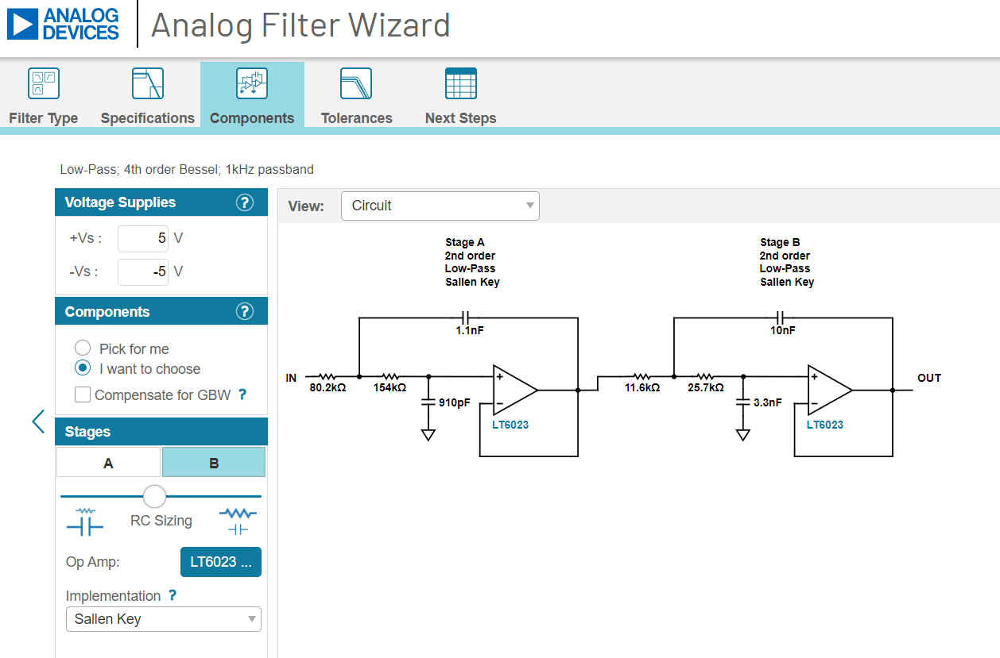 ANALOG
DEVICES
Analog Filter Wizard
Filter Type
Specifications
Components
Tolerances
Next Steps
Low-Pass; 4th order Bessel; 1kHz passband
Voltage Supplies ?
+Vs : 5 V
-Vs : -5 V
Components ?
Pick for me
I want to choose
Compensate for GBW ?
Stages
A B
RC Sizing
Op Amp: LT6023 ...
Implementation ?
Sallen Key
View: Circuit
Stage A
2nd order
Low-Pass
Sallen Key
Stage B
2nd order
Low-Pass
Sallen Key
1.1nF
10nF
IN
80.2kΩ
154kΩ
910pF
+
-
LT6023
11.6kΩ
25.7kΩ
3.3nF
+
-
LT6023
OUT